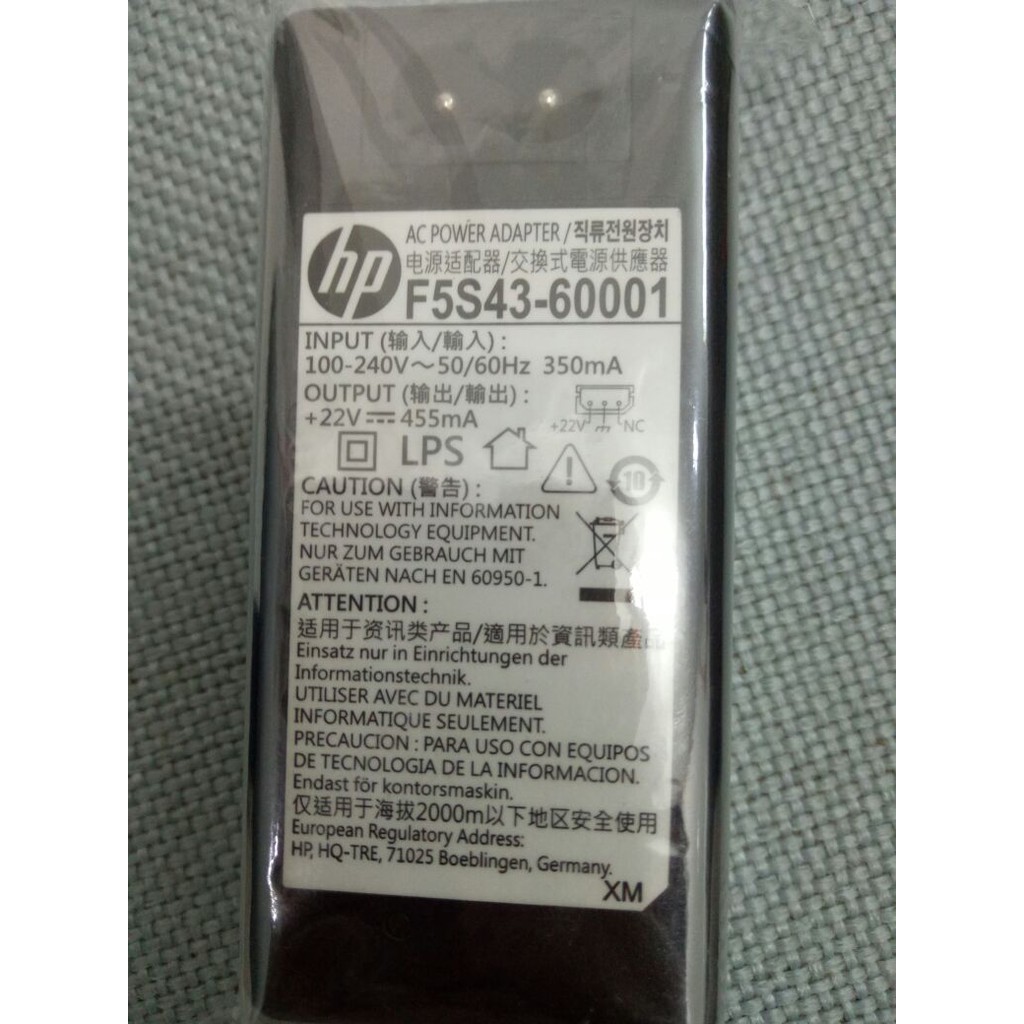 hp
AC POWER ADAPTER / 직류전원장치
电源适配器/交換式電源供應器
F5S43-60001
INPUT (输入/輸入) :
100-240V～50/60Hz 350mA
OUTPUT (输出/輸出) :
+22V ⎓ 455mA
+22V NC
LPS
10
CAUTION (警告) :
FOR USE WITH INFORMATION
TECHNOLOGY EQUIPMENT.
NUR ZUM GEBRAUCH MIT
GERÄTEN NACH EN 60950-1.
ATTENTION :
适用于资讯类产品/適用於資訊類產品
Einsatz nur in Einrichtungen der
Informationstechnik.
UTILISER AVEC DU MATERIEL
INFORMATIQUE SEULEMENT.
PRECAUCION : PARA USO CON EQUIPOS
DE TECNOLOGIA DE LA INFORMACION.
Endast för kontorsmaskin.
仅适用于海拔2000m以下地区安全使用
European Regulatory Address:
HP, HQ-TRE, 71025 Boeblingen, Germany.
XM